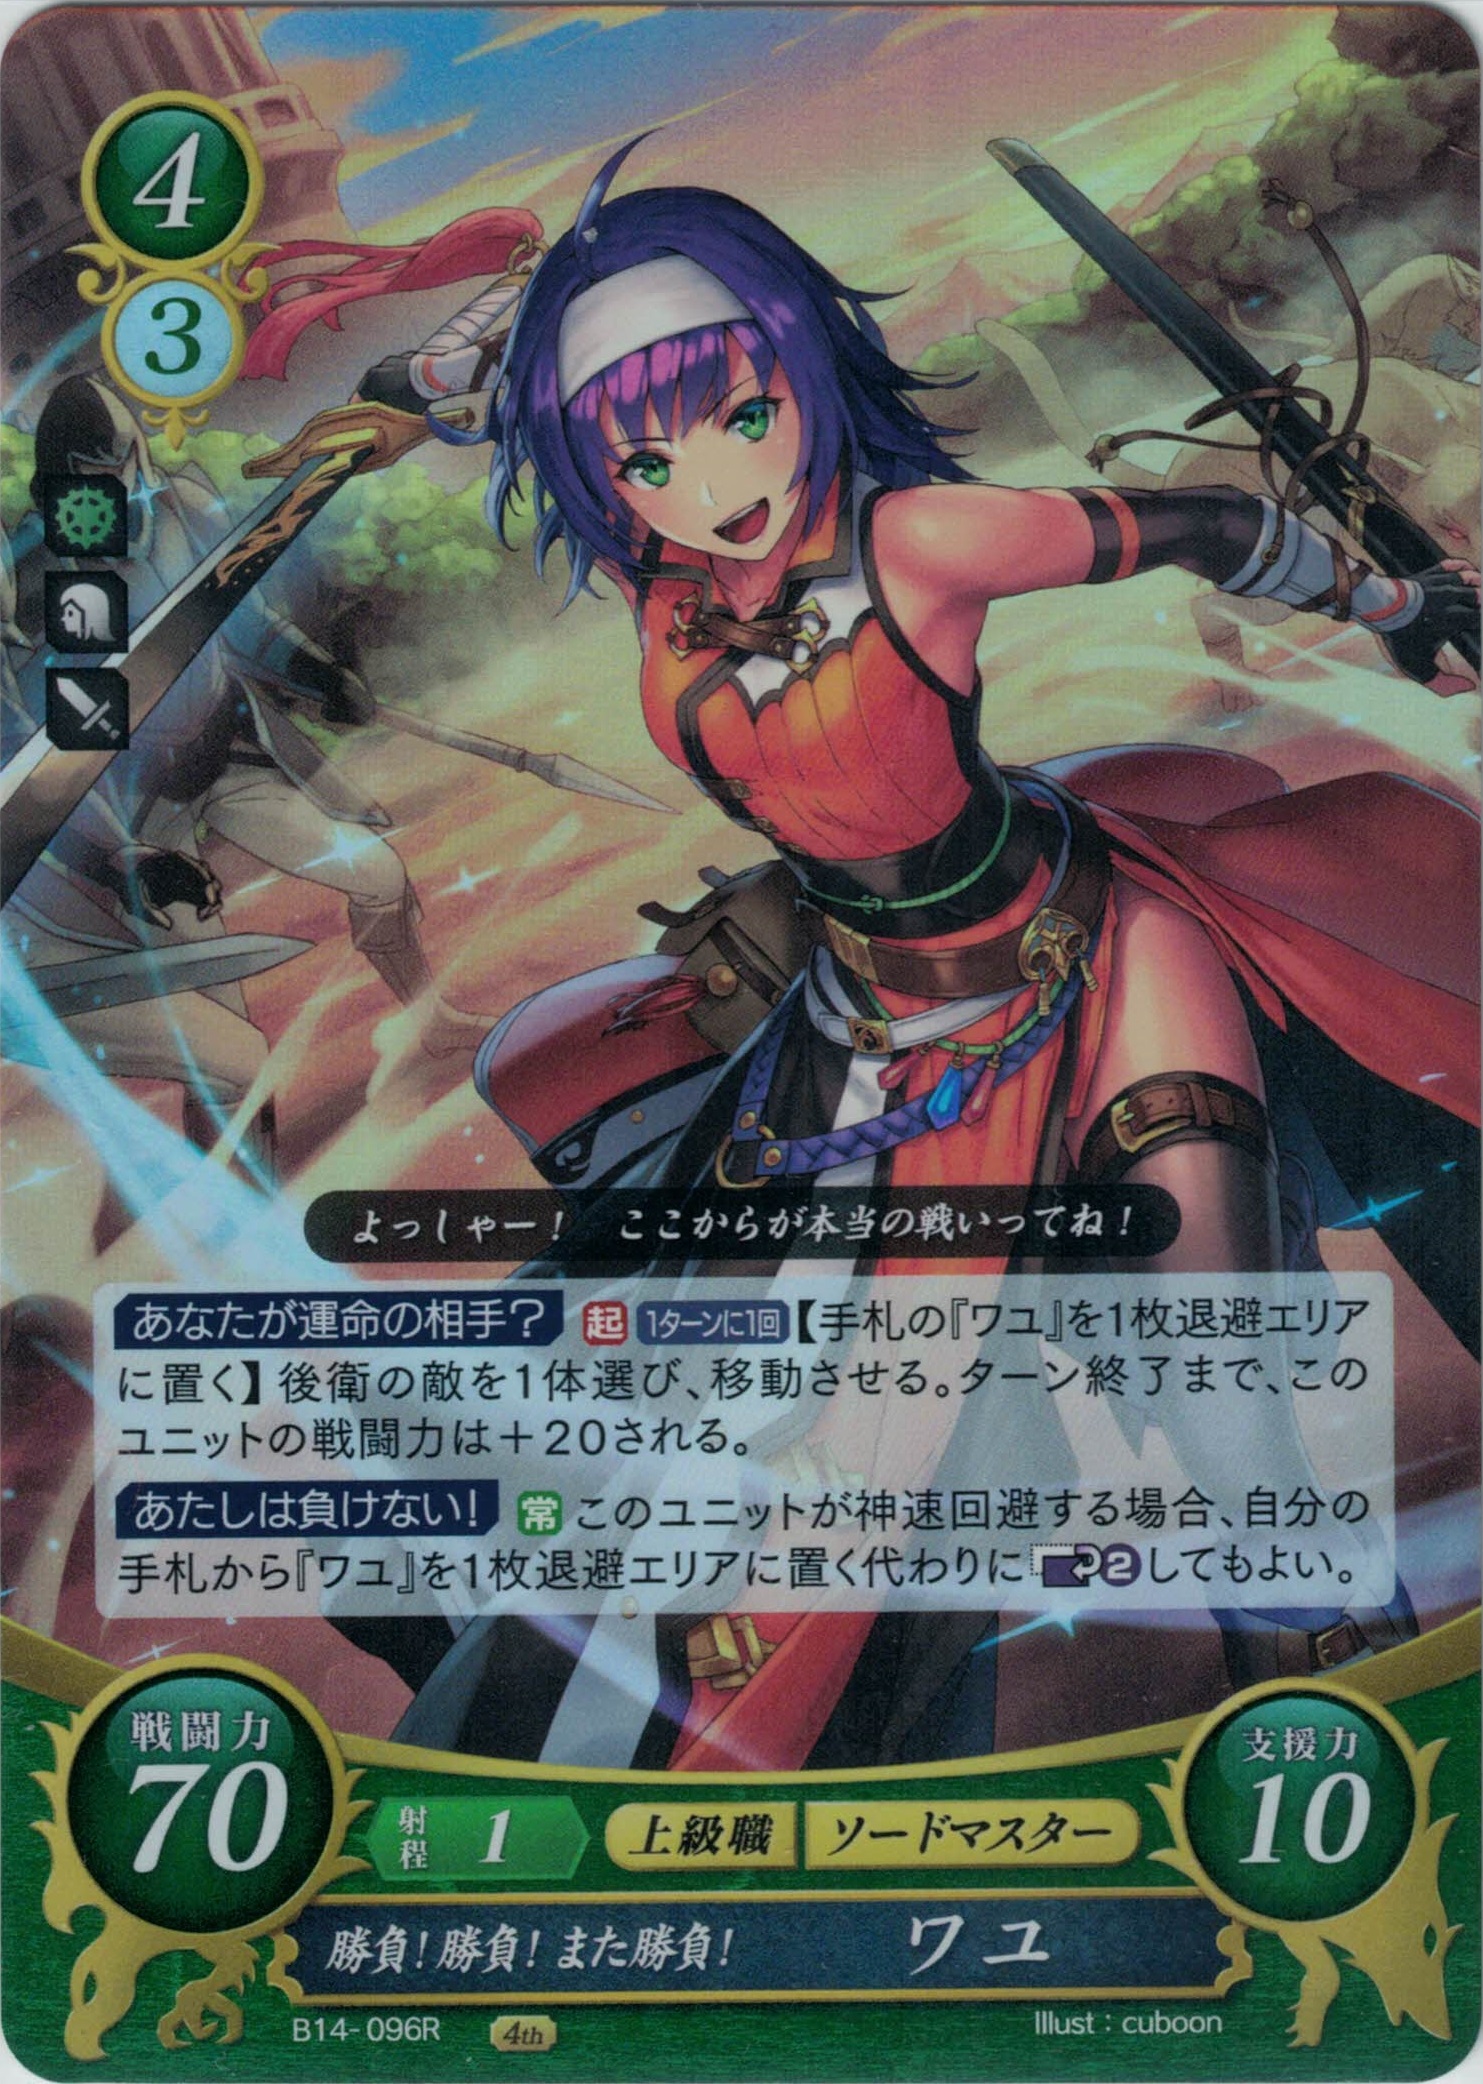 4
3
よっしゃー！ ここからが本当の戦いってね！
あなたが運命の相手？ 起 1ターンに1回【手札の『ワユ』を1枚退避エリア
に置く】後衛の敵を1体選び、移動させる。ターン終了まで、この
ユニットの戦闘力は＋20される。
あたしは負けない！ 常 このユニットが神速回避する場合、自分の
手札から『ワユ』を1枚退避エリアに置く代わりに2してもよい。
戦闘力
70
射程 1
上級職 ソードマスター
支援力
10
勝負！勝負！また勝負！ ワユ
B14-096R 4th Illust：cuboon